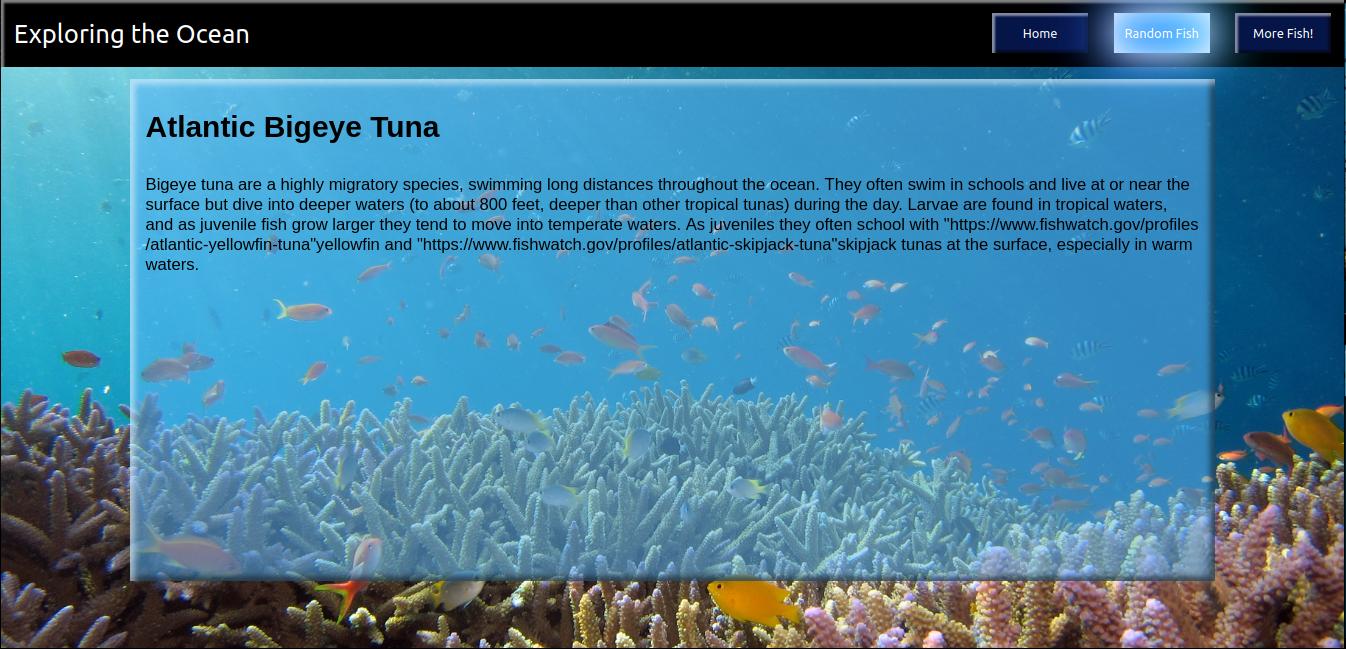 Exploring the Ocean
Home
Random Fish
More Fish!
Atlantic Bigeye Tuna
Bigeye tuna are a highly migratory species, swimming long distances throughout the ocean. They often swim in schools and live at or near the
surface but dive into deeper waters (to about 800 feet, deeper than other tropical tunas) during the day. Larvae are found in tropical waters,
and as juvenile fish grow larger they tend to move into temperate waters. As juveniles they often school with "https://www.fishwatch.gov/profiles
/atlantic-yellowfin-tuna"yellowfin and "https://www.fishwatch.gov/profiles/atlantic-skipjack-tuna"skipjack tunas at the surface, especially in warm
waters.